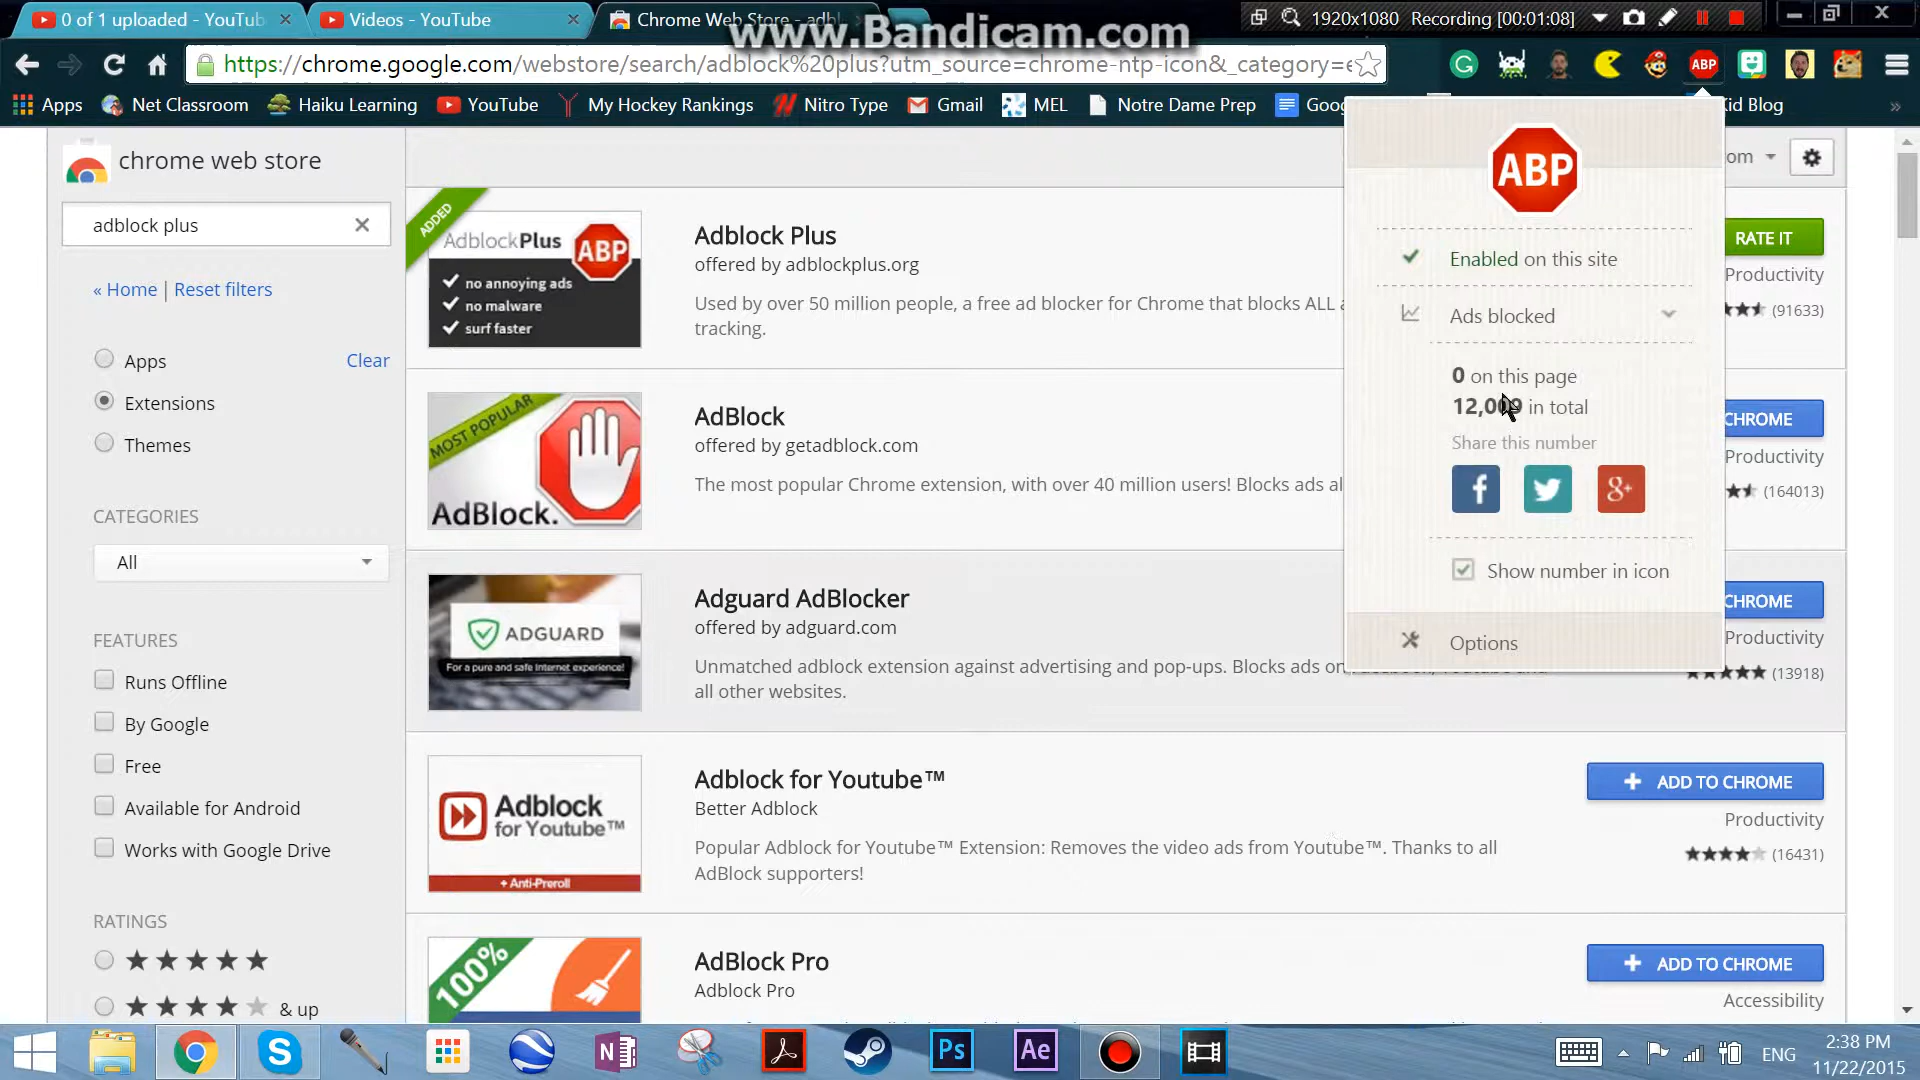 0 of 1 uploaded - YouTub
Videos - YouTube
Chrome Web Store - adbl
www.Bandicam.com
1920x1080
Recording [00:01:08]
https://chrome.google.com/webstore/search/adblock%20plus?utm_source=chrome-ntp-icon&_category=e
ABP
Apps
Net Classroom
Haiku Learning
YouTube
My Hockey Rankings
Nitro Type
Gmail
MEL
Notre Dame Prep
Goog
Kid Blog
»
chrome web store
adblock plus
« Home | Reset filters
Apps
Clear
Extensions
Themes
CATEGORIES
All
FEATURES
Runs Offline
By Google
Free
Available for Android
Works with Google Drive
RATINGS
& up
om
ADDED
AdblockPlus
ABP
no annoying ads
no malware
surf faster
Adblock Plus
offered by adblockplus.org
Used by over 50 million people, a free ad blocker for Chrome that blocks ALL
tracking.
RATE IT
Productivity
(91633)
MOST POPULAR
AdBlock.
AdBlock
offered by getadblock.com
The most popular Chrome extension, with over 40 million users! Blocks ads al
CHROME
Productivity
(164013)
ADGUARD
For a pure and safe Internet experience!
Adguard AdBlocker
offered by adguard.com
Unmatched adblock extension against advertising and pop-ups. Blocks ads on
all other websites.
CHROME
Productivity
(13918)
Adblock
for Youtube™
+ Anti-Preroll
Adblock for Youtube™
Better Adblock
Popular Adblock for Youtube™ Extension: Removes the video ads from Youtube™. Thanks to all
AdBlock supporters!
ADD TO CHROME
Productivity
(16431)
100%
AdBlock Pro
Adblock Pro
ADD TO CHROME
Accessibility
ABP
Enabled on this site
Ads blocked
0 on this page
in total
Share this number
f
g+
Show number in icon
Options
S
N
Ps
Ae
ENG
2:38 PM
11/22/2015